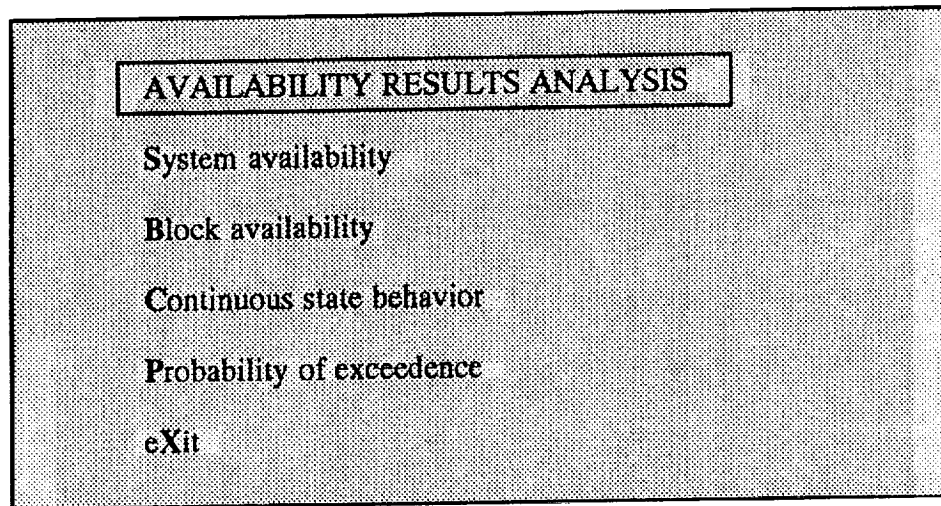 AVAILABILITY RESULTS ANALYSIS
System availability
Block availability
Continuous state behavior
Probability of exceedence
eXit